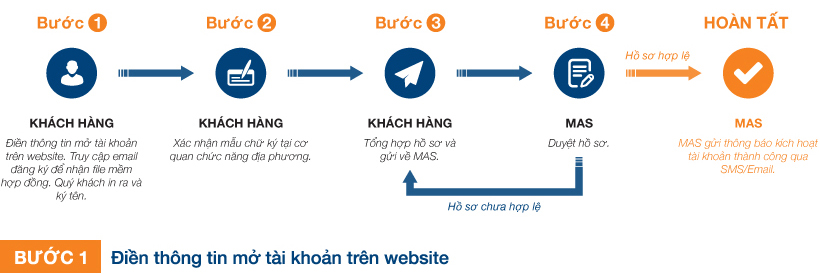 Bước 1
Bước 2
Bước 3
Bước 4
HOÀN TẤT
Hồ sơ hợp lệ
KHÁCH HÀNG
Điền thông tin mở tài khoản
trên website. Truy cập email
đăng ký để nhận file mềm
hợp đồng. Quý khách in ra và
ký tên.
KHÁCH HÀNG
Xác nhận mẫu chữ ký tại cơ
quan chức năng địa phương.
KHÁCH HÀNG
Tổng hợp hồ sơ và
gửi về MAS.
MAS
Duyệt hồ sơ.
MAS
MAS gửi thông báo kích hoạt
tài khoản thành công qua
SMS/Email.
Hồ sơ chưa hợp lệ
BƯỚC 1
Điền thông tin mở tài khoản trên website